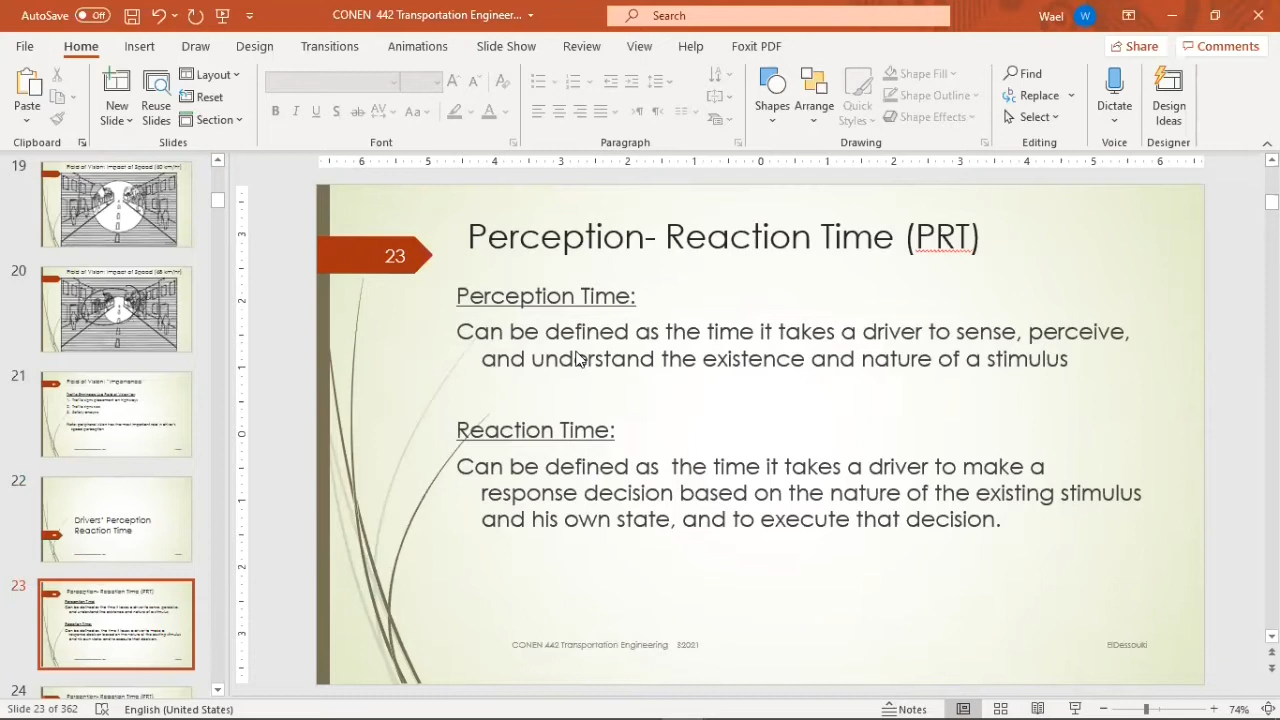 AutoSave Off
CONEN 442 Transportation Engineer...
Search
Wael W
File Home Insert Draw Design Transitions Animations Slide Show Review View Help Foxit PDF
Share Comments
Paste
Clipboard
New Slide
Reuse Slides
Layout
Reset
Section
Slides
Font
Paragraph
Shapes
Arrange
Quick Styles
Shape Fill
Shape Outline
Shape Effects
Drawing
Find
Replace
Select
Editing
Dictate
Voice
Design Ideas
Designer
19
20
21
22
Drivers' Perception
Reaction Time
23
24
23
Perception- Reaction Time (PRT)
Perception Time:
Can be defined as the time it takes a driver to sense, perceive,
and understand the existence and nature of a stimulus
Reaction Time:
Can be defined as the time it takes a driver to make a
response decision based on the nature of the existing stimulus
and his own state, and to execute that decision.
CONEN 442 Transportation Engineering
ElDessouki
Slide 23 of 362 English (United States) Notes 74%